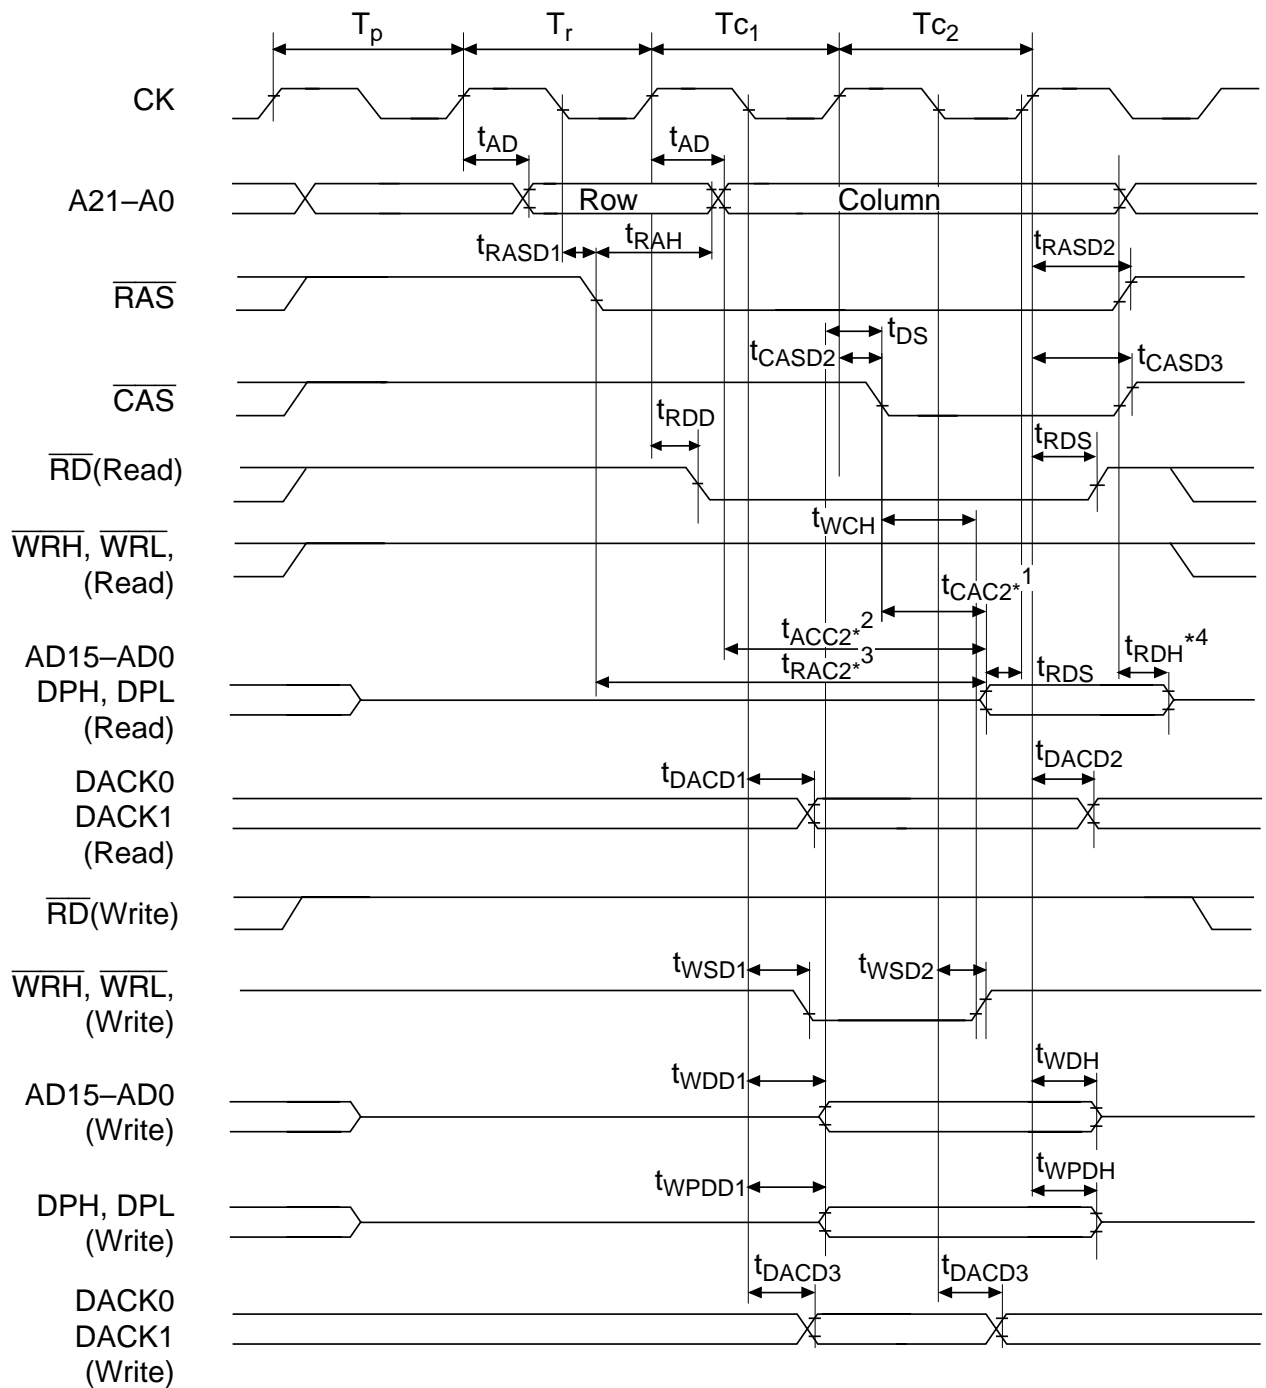 Tp Tr Tc1 Tc2
CK
tAD tAD
A21–A0 Row Column
tRASD1 tRAH tRASD2
RAS
tDS
tCASD2 tCASD3
CAS
tRDD tRDS
RD(Read)
tWCH
WRH, WRL,
(Read)
tCAC2*1
tACC2*2
AD15–AD0
tRAC2*3 tRDS tRDH*4
DPH, DPL
(Read)
DACK0
tDACD1 tDACD2
DACK1
(Read)
RD(Write)
tWSD1 tWSD2
WRH, WRL,
(Write)
tWDD1 tWDH
AD15–AD0
(Write)
tWPDD1 tWPDH
DPH, DPL
(Write)
tDACD3 tDACD3
DACK0
DACK1
(Write)